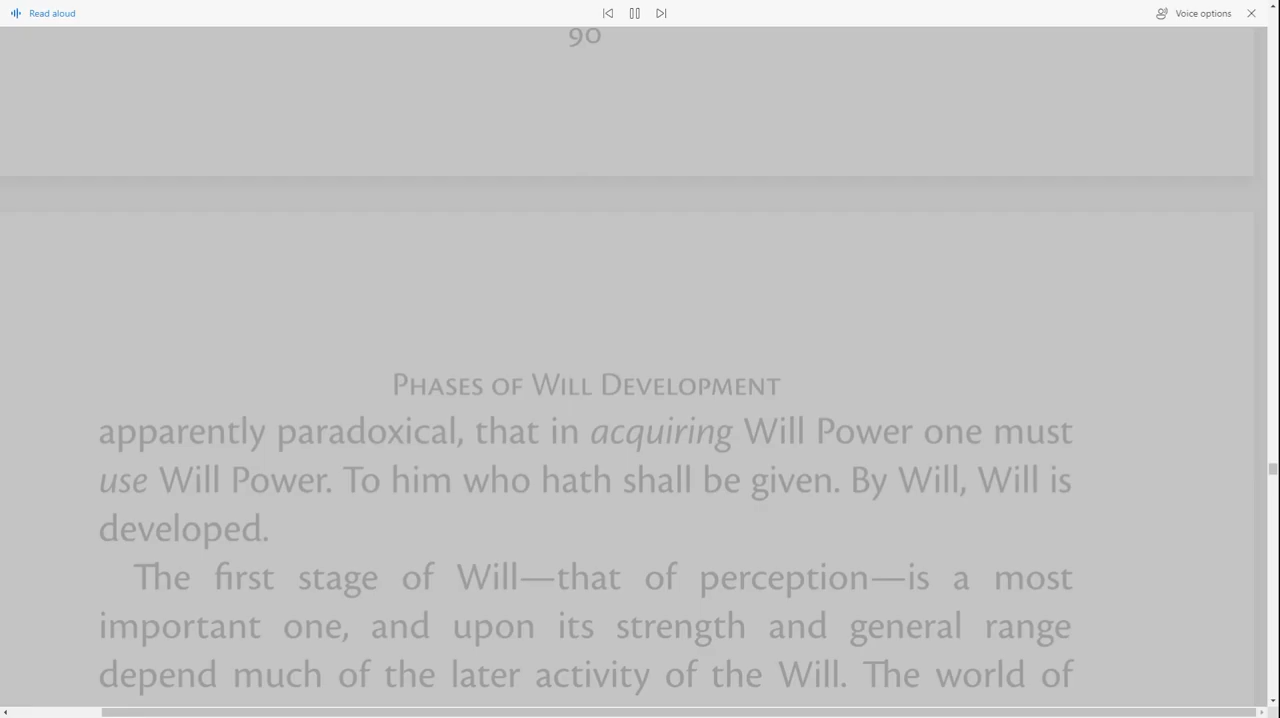 Read aloud
Voice options
90
Phases of Will Development
apparently paradoxical, that in acquiring Will Power one must
use Will Power. To him who hath shall be given. By Will, Will is
developed.
The first stage of Will—that of perception—is a most
important one, and upon its strength and general range
depend much of the later activity of the Will. The world of